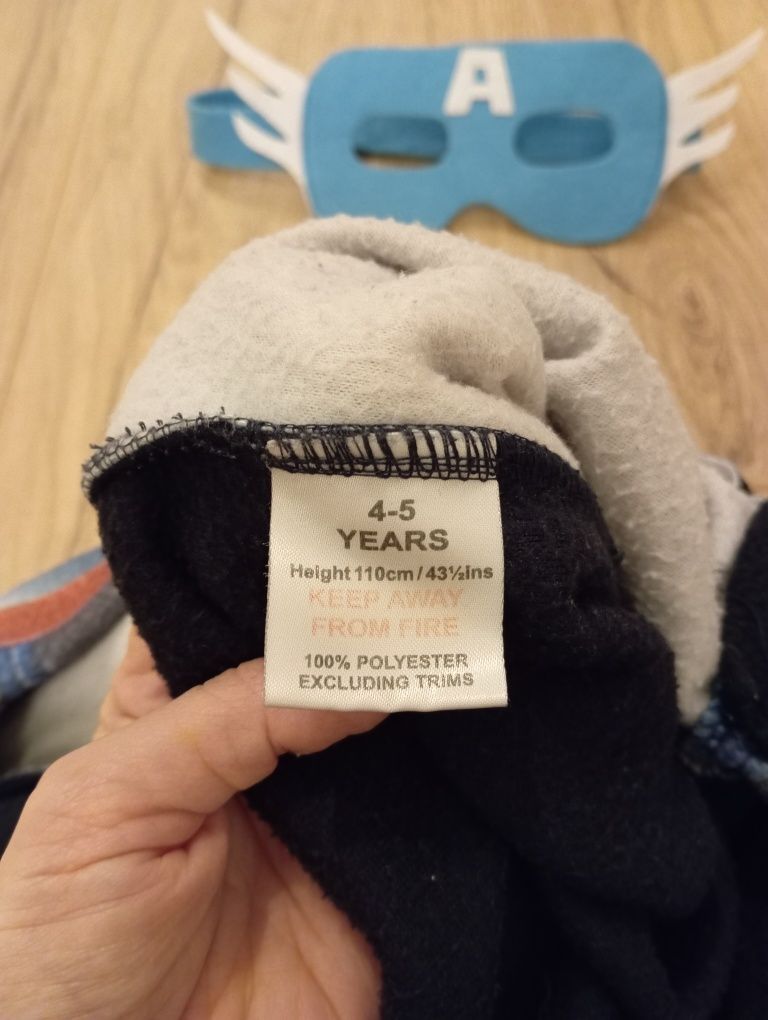 A
4-5
YEARS
Height 110cm / 43½ins
KEEP AWAY
FROM FIRE
100% POLYESTER
EXCLUDING TRIMS